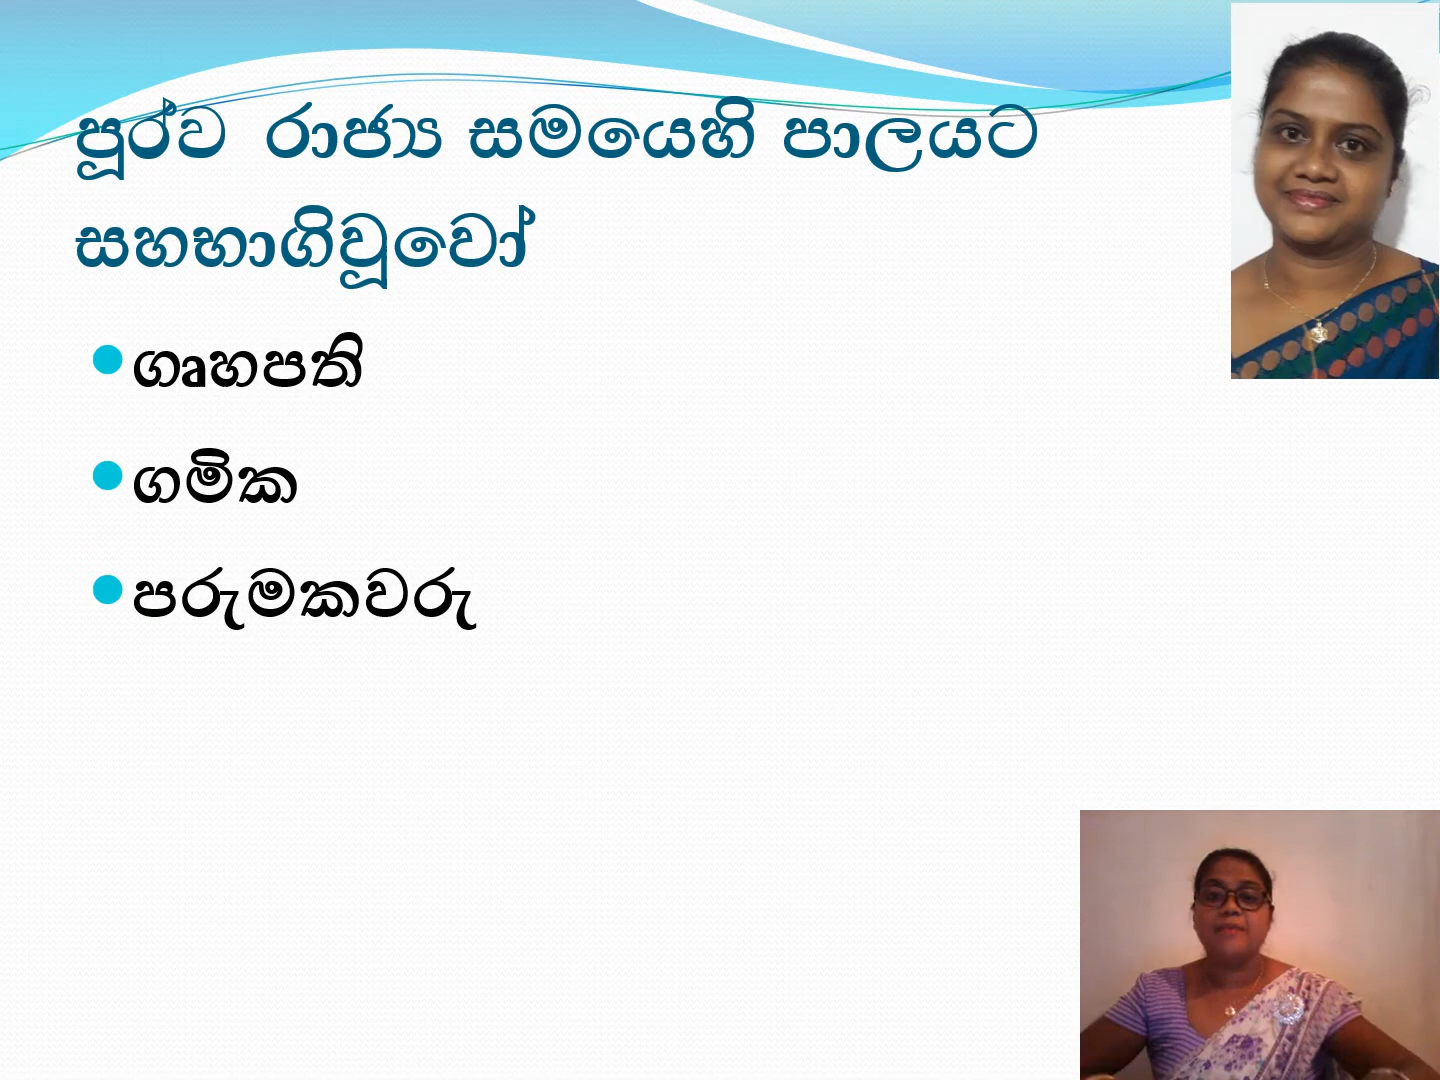 පූර්ව රාජ්‍ය සමයෙහි පාලයට
සහභාගිවූවෝ
ගෘහපති
ගමික
පරුමකවරු